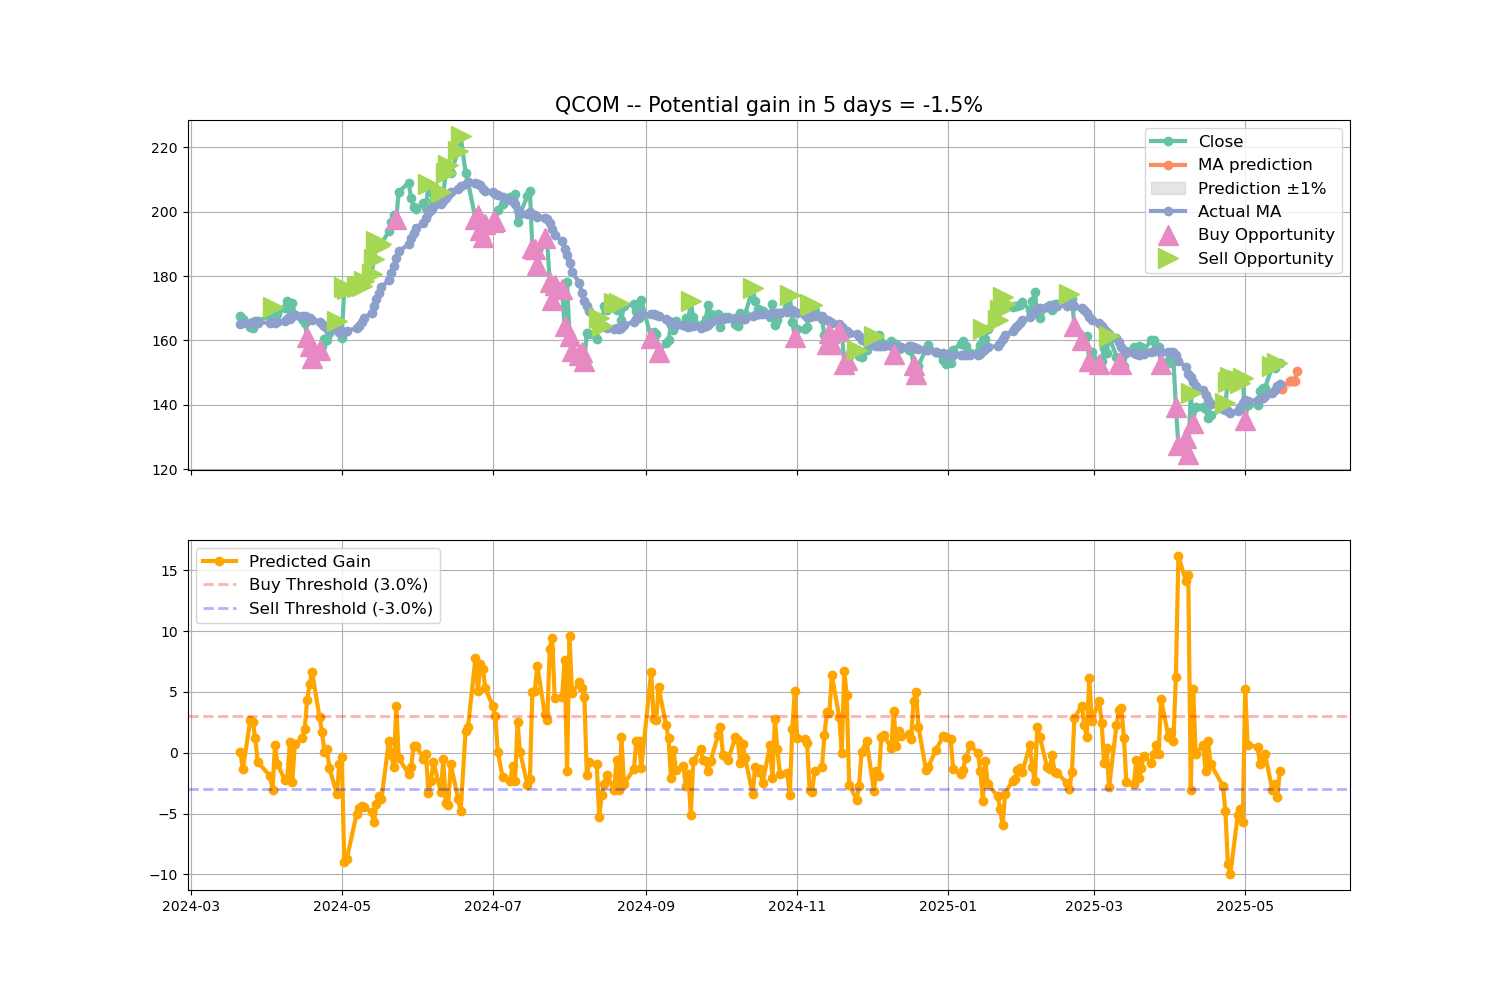 QCOM -- Potential gain in 5 days = -1.5%
220
200
180
160
140
120
Close
MA prediction
Prediction ±1%
Actual MA
Buy Opportunity
Sell Opportunity
15
10
5
0
−5
−10
Predicted Gain
Buy Threshold (3.0%)
Sell Threshold (-3.0%)
2024-03
2024-05
2024-07
2024-09
2024-11
2025-01
2025-03
2025-05